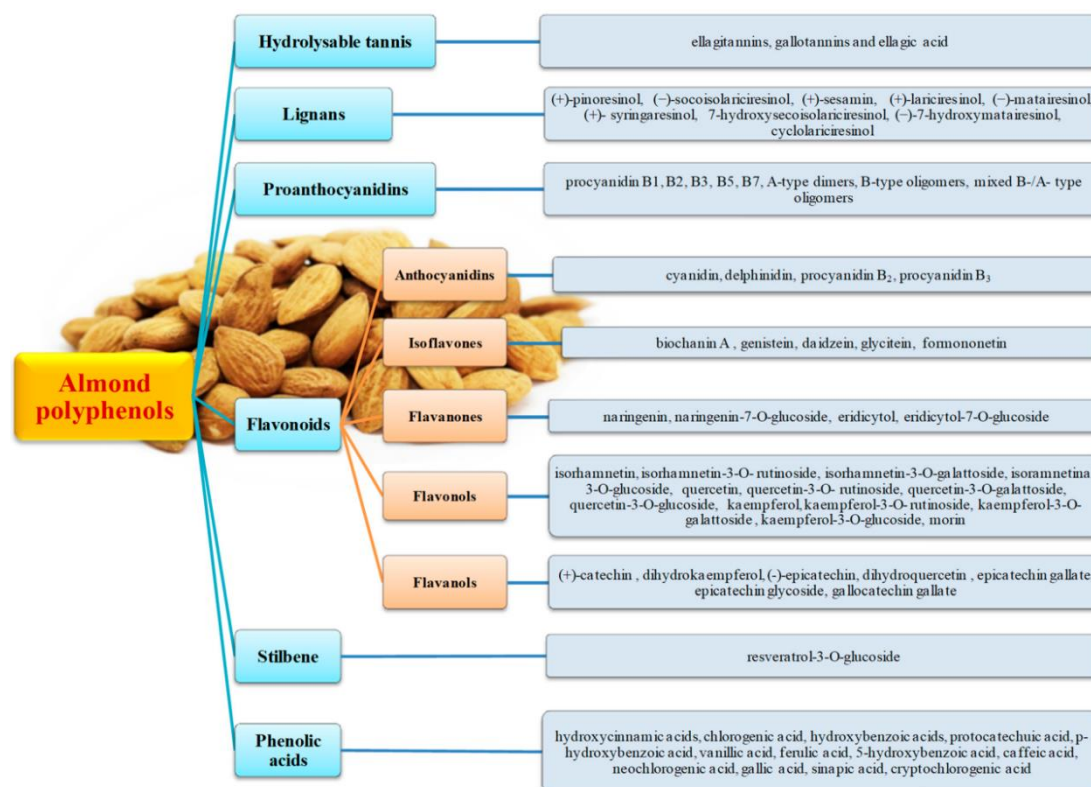 Almond
polyphenols
Hydrolysable tannis
ellagitannins, gallotannins and ellagic acid
Lignans
(+)-pinoresinol, (−)-socoisolariciresinol, (+)-sesamin, (+)-lariciresinol, (−)-matairesinol,
(+)- syringaresinol, 7-hydroxysecoisolariciresinol, (−)-7-hydroxymatairesinol,
cyclolariciresinol
Proanthocyanidins
procyanidin B1, B2, B3, B5, B7, A-type dimers, B-type oligomers, mixed B-/A- type
oligomers
Flavonoids
Anthocyanidins
cyanidin, delphinidin, procyanidin B₂, procyanidin B₃
Isoflavones
biochanin A , genistein, daidzein, glycitein, formononetin
Flavanones
naringenin, naringenin-7-O-glucoside, eridicytol, eridicytol-7-O-glucoside
Flavonols
isorhamnetin, isorhamnetin-3-O- rutinoside, isorhamnetin-3-O-galattoside, isoramnetina
3-O-glucoside, quercetin, quercetin-3-O- rutinoside, quercetin-3-O-galattoside,
quercetin-3-O-glucoside, kaempferol, kaempferol-3-O-rutinoside, kaempferol-3-O-
galattoside , kaempferol-3-O-glucoside, morin
Flavanols
(+)-catechin , dihydrokaempferol, (-)-epicatechin, dihydroquercetin , epicatechin gallate
epicatechin glycoside, gallocatechin gallate
Stilbene
resveratrol-3-O-glucoside
Phenolic
acids
hydroxycinnamic acids, chlorogenic acid, hydroxybenzoic acids, protocatechuic acid, p-
hydroxybenzoic acid, vanillic acid, ferulic acid, 5-hydroxybenzoic acid, caffeic acid,
neochlorogenic acid, gallic acid, sinapic acid, cryptochlorogenic acid